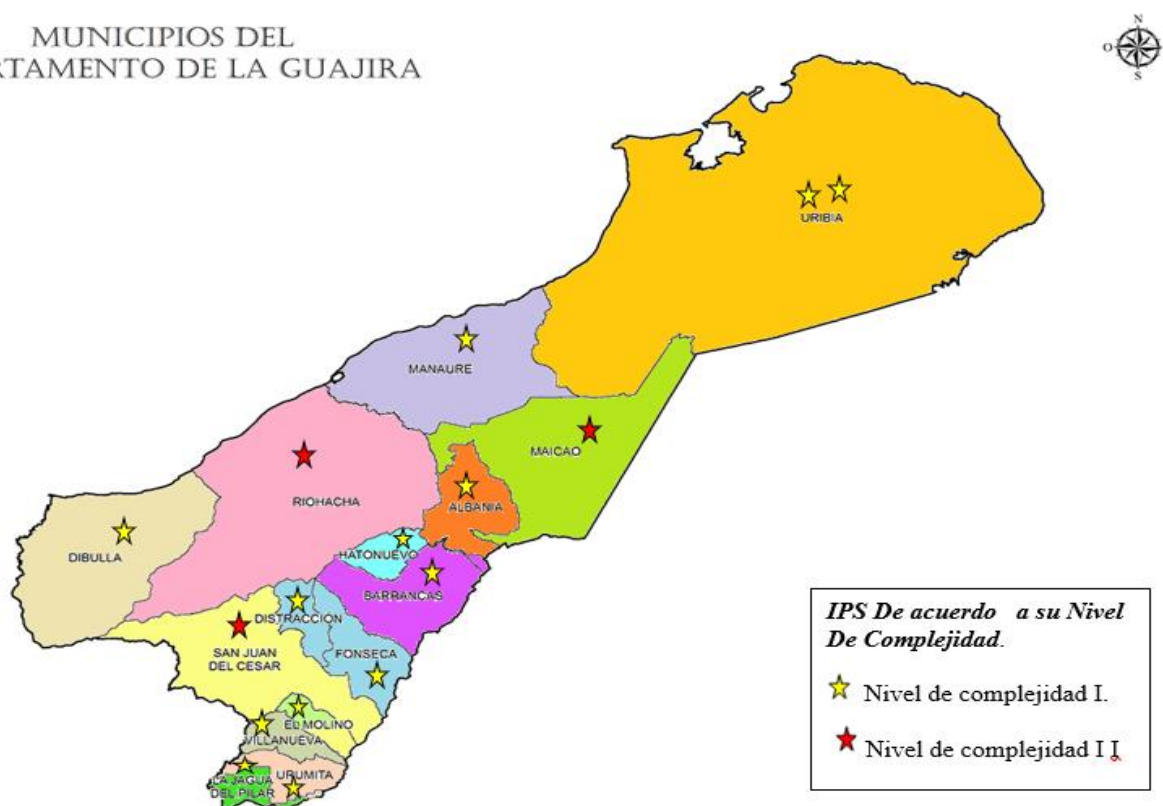 MUNICIPIOS DEL
RTAMENTO DE LA GUAJIRA
N
O
S
URIBIA
MANAURE
MAICAO
RIOHACHA
ALBANIA
DIBULLA
HATONUEVO
BARRANCAS
DISTRACCION
SAN JUAN
DEL CESAR
FONSECA
EL MOLINO
VILLANUEVA
URUMITA
LA JAGUA
DEL PILAR
IPS De acuerdo a su Nivel
De Complejidad.
Nivel de complejidad I.
Nivel de complejidad I I